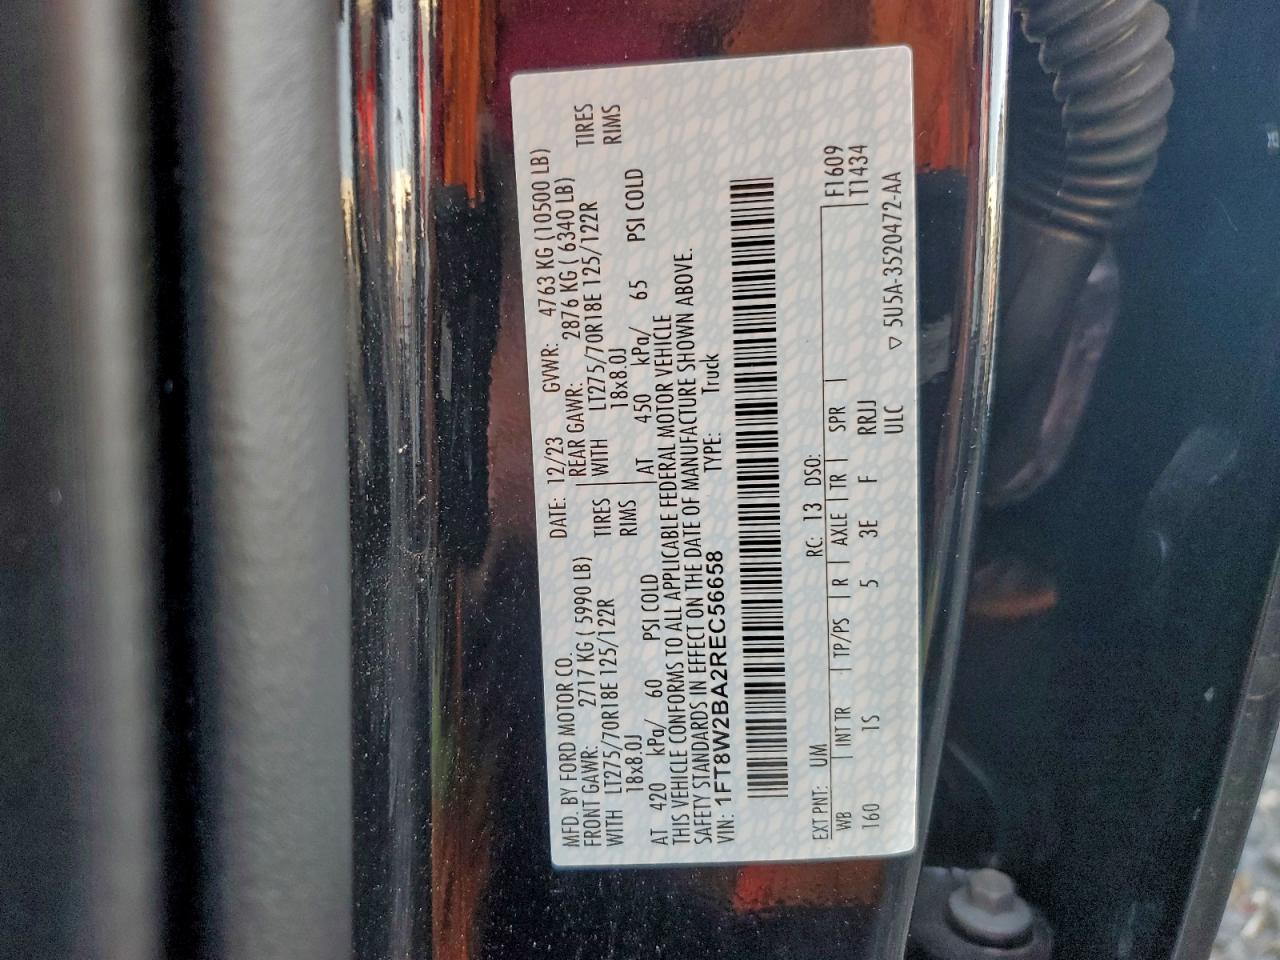 MFD. BY FORD MOTOR CO. DATE: 12/23 GVWR: 4763 KG (10500 LB)
FRONT GAWR: 2717 KG ( 5990 LB) REAR GAWR: 2876 KG ( 6340 LB)
WITH LT275/70R18E 125/122R TIRES WITH LT275/70R18E 125/122R TIRES
18x8.0J RIMS 18x8.0J RIMS
AT 420 kPa/ 60 PSI COLD AT 450 kPa/ 65 PSI COLD
THIS VEHICLE CONFORMS TO ALL APPLICABLE FEDERAL MOTOR VEHICLE
SAFETY STANDARDS IN EFFECT ON THE DATE OF MANUFACTURE SHOWN ABOVE.
VIN: 1FT8W2BA2REC56658 TYPE: Truck
EXT PNT: UM RC: 13 DSO: F1609
WB INT TR TP/PS R AXLE TR SPR T1434
160 1S 5 3E F RRJJ
ULC ▽ 5U5A-3520472-AA